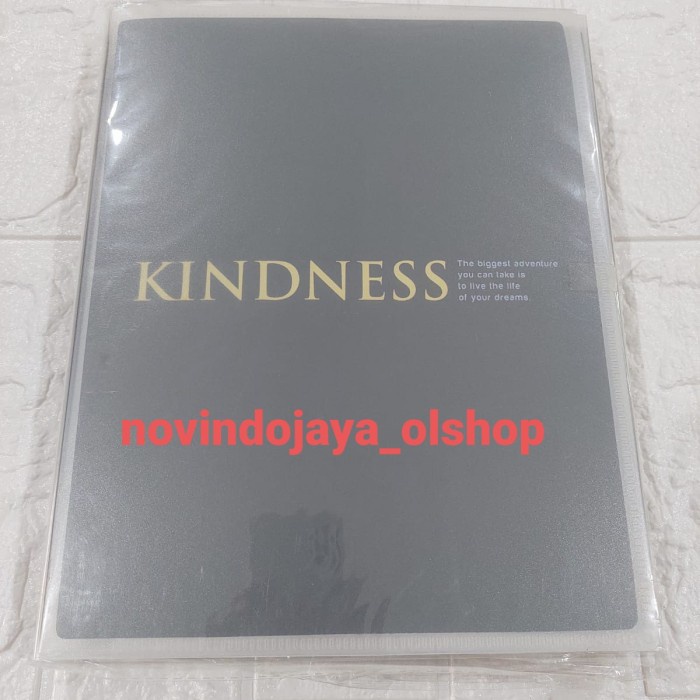 KINDNESS
The biggest adventure
you can take is
to live the life
of your dreams.
novindojaya_olshop